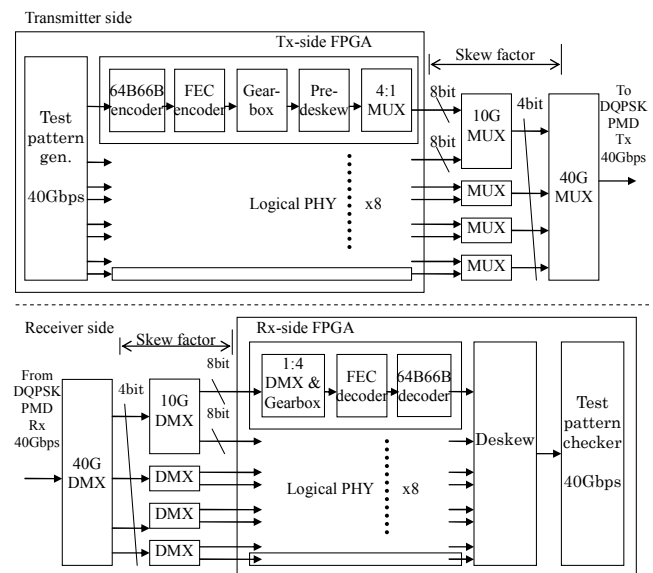 Transmitter side
Tx-side FPGA
Test
pattern
gen.
40Gbps
64B66B
encoder
FEC
encoder
Gear-
box
Pre-
deskew
4:1
MUX
Logical PHY
x8
Skew factor
8bit
8bit
10G
MUX
MUX
MUX
MUX
4bit
40G
MUX
To
DQPSK
PMD
Tx
40Gbps
Receiver side
Skew factor
Rx-side FPGA
From
DQPSK
PMD
Rx
40Gbps
40G
DMX
4bit
10G
DMX
DMX
DMX
DMX
8bit
8bit
1:4
DMX &
Gearbox
FEC
decoder
64B66B
decoder
Logical PHY
x8
Deskew
Test
pattern
checker
40Gbps